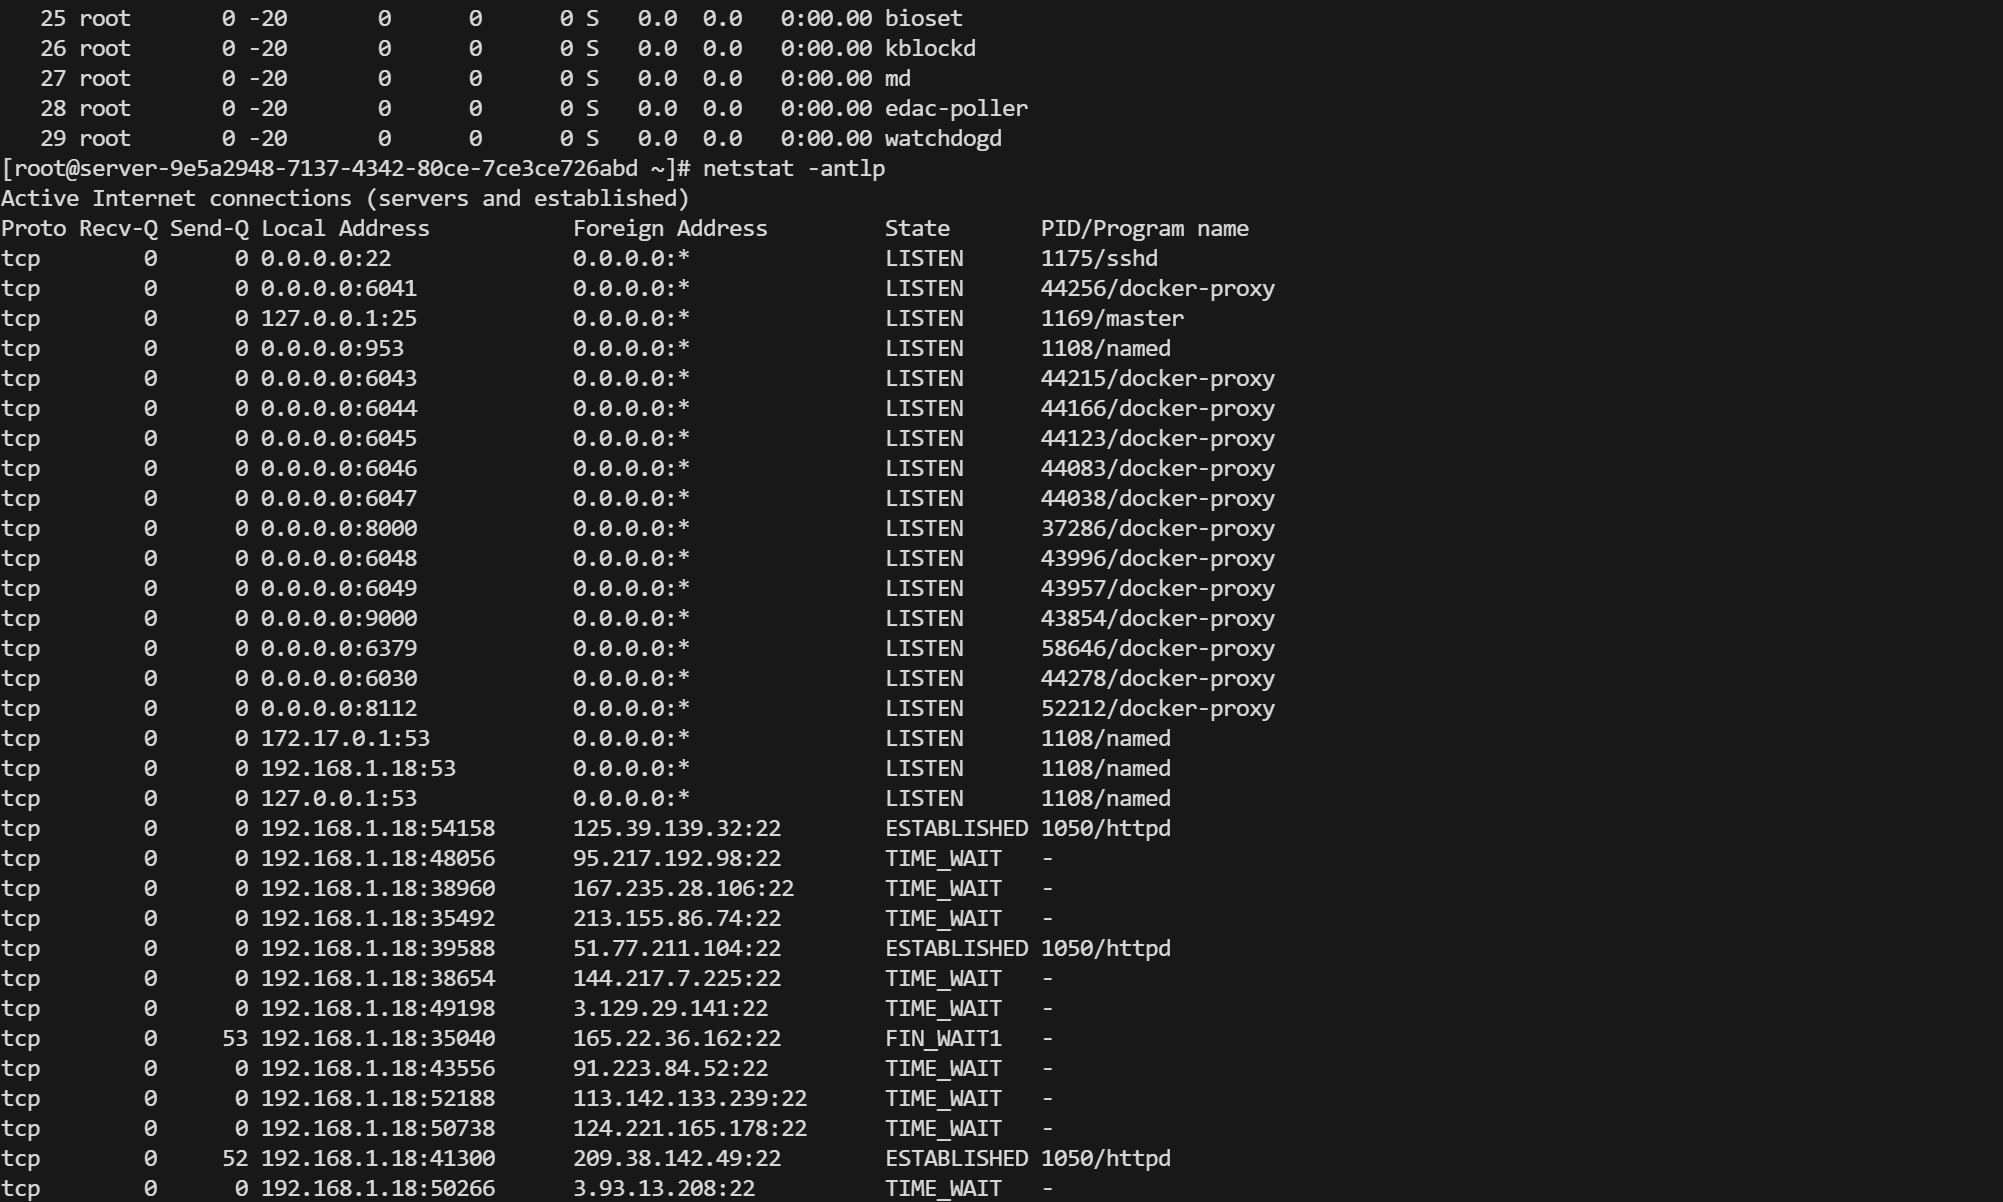 25 root       0 -20       0      0      0 S   0.0  0.0   0:00.00 bioset
   26 root       0 -20       0      0      0 S   0.0  0.0   0:00.00 kblockd
   27 root       0 -20       0      0      0 S   0.0  0.0   0:00.00 md
   28 root       0 -20       0      0      0 S   0.0  0.0   0:00.00 edac-poller
   29 root       0 -20       0      0      0 S   0.0  0.0   0:00.00 watchdogd
[root@server-9e5a2948-7137-4342-80ce-7ce3ce726abd ~]# netstat -antlp
Active Internet connections (servers and established)
Proto Recv-Q Send-Q Local Address           Foreign Address         State       PID/Program name
tcp        0      0 0.0.0.0:22              0.0.0.0:*               LISTEN      1175/sshd
tcp        0      0 0.0.0.0:6041            0.0.0.0:*               LISTEN      44256/docker-proxy
tcp        0      0 127.0.0.1:25            0.0.0.0:*               LISTEN      1169/master
tcp        0      0 0.0.0.0:953             0.0.0.0:*               LISTEN      1108/named
tcp        0      0 0.0.0.0:6043            0.0.0.0:*               LISTEN      44215/docker-proxy
tcp        0      0 0.0.0.0:6044            0.0.0.0:*               LISTEN      44166/docker-proxy
tcp        0      0 0.0.0.0:6045            0.0.0.0:*               LISTEN      44123/docker-proxy
tcp        0      0 0.0.0.0:6046            0.0.0.0:*               LISTEN      44083/docker-proxy
tcp        0      0 0.0.0.0:6047            0.0.0.0:*               LISTEN      44038/docker-proxy
tcp        0      0 0.0.0.0:8000            0.0.0.0:*               LISTEN      37286/docker-proxy
tcp        0      0 0.0.0.0:6048            0.0.0.0:*               LISTEN      43996/docker-proxy
tcp        0      0 0.0.0.0:6049            0.0.0.0:*               LISTEN      43957/docker-proxy
tcp        0      0 0.0.0.0:9000            0.0.0.0:*               LISTEN      43854/docker-proxy
tcp        0      0 0.0.0.0:6379            0.0.0.0:*               LISTEN      58646/docker-proxy
tcp        0      0 0.0.0.0:6030            0.0.0.0:*               LISTEN      44278/docker-proxy
tcp        0      0 0.0.0.0:8112            0.0.0.0:*               LISTEN      52212/docker-proxy
tcp        0      0 172.17.0.1:53           0.0.0.0:*               LISTEN      1108/named
tcp        0      0 192.168.1.18:53         0.0.0.0:*               LISTEN      1108/named
tcp        0      0 127.0.0.1:53            0.0.0.0:*               LISTEN      1108/named
tcp        0      0 192.168.1.18:54158      125.39.139.32:22        ESTABLISHED 1050/httpd
tcp        0      0 192.168.1.18:48056      95.217.192.98:22        TIME_WAIT   -
tcp        0      0 192.168.1.18:38960      167.235.28.106:22       TIME_WAIT   -
tcp        0      0 192.168.1.18:35492      213.155.86.74:22        TIME_WAIT   -
tcp        0      0 192.168.1.18:39588      51.77.211.104:22        ESTABLISHED 1050/httpd
tcp        0      0 192.168.1.18:38654      144.217.7.225:22        TIME_WAIT   -
tcp        0      0 192.168.1.18:49198      3.129.29.141:22         TIME_WAIT   -
tcp        0     53 192.168.1.18:35040      165.22.36.162:22        FIN_WAIT1   -
tcp        0      0 192.168.1.18:43556      91.223.84.52:22         TIME_WAIT   -
tcp        0      0 192.168.1.18:52188      113.142.133.239:22      TIME_WAIT   -
tcp        0      0 192.168.1.18:50738      124.221.165.178:22      TIME_WAIT   -
tcp        0     52 192.168.1.18:41300      209.38.142.49:22        ESTABLISHED 1050/httpd
tcp        0      0 192.168.1.18:50266      3.93.13.208:22          TIME_WAIT   -